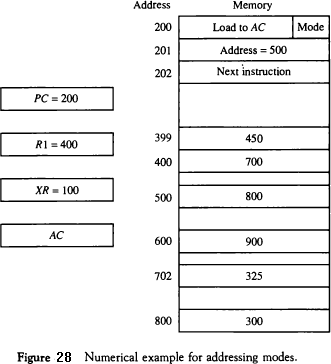 Address Memory
200 Load to AC Mode
201 Address = 500
202 Next instruction
PC = 200
399 450
R1 = 400
400 700
XR = 100
500 800
AC
600 900
702 325
800 300
Figure 28 Numerical example for addressing modes.